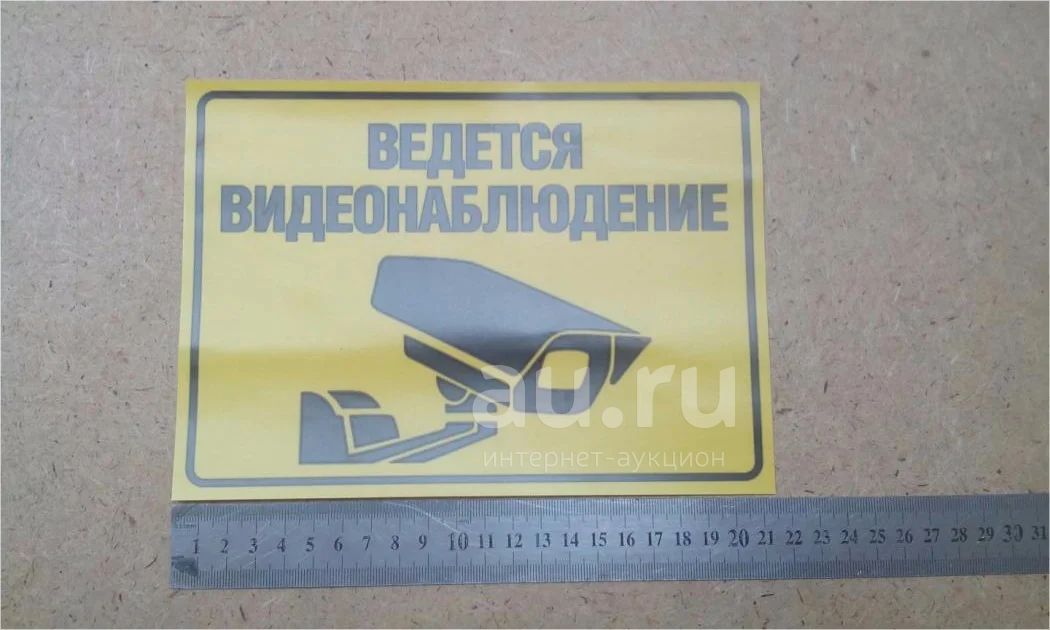 ВЕДЕТСЯ
ВИДЕОНАБЛЮДЕНИЕ
au.ru
интернет-аукцион
1 2 3 4 5 6 7 8 9 10 11 12 13 14 15 16 17 18 19 20 21 22 23 24 25 26 27 28 29 30 31